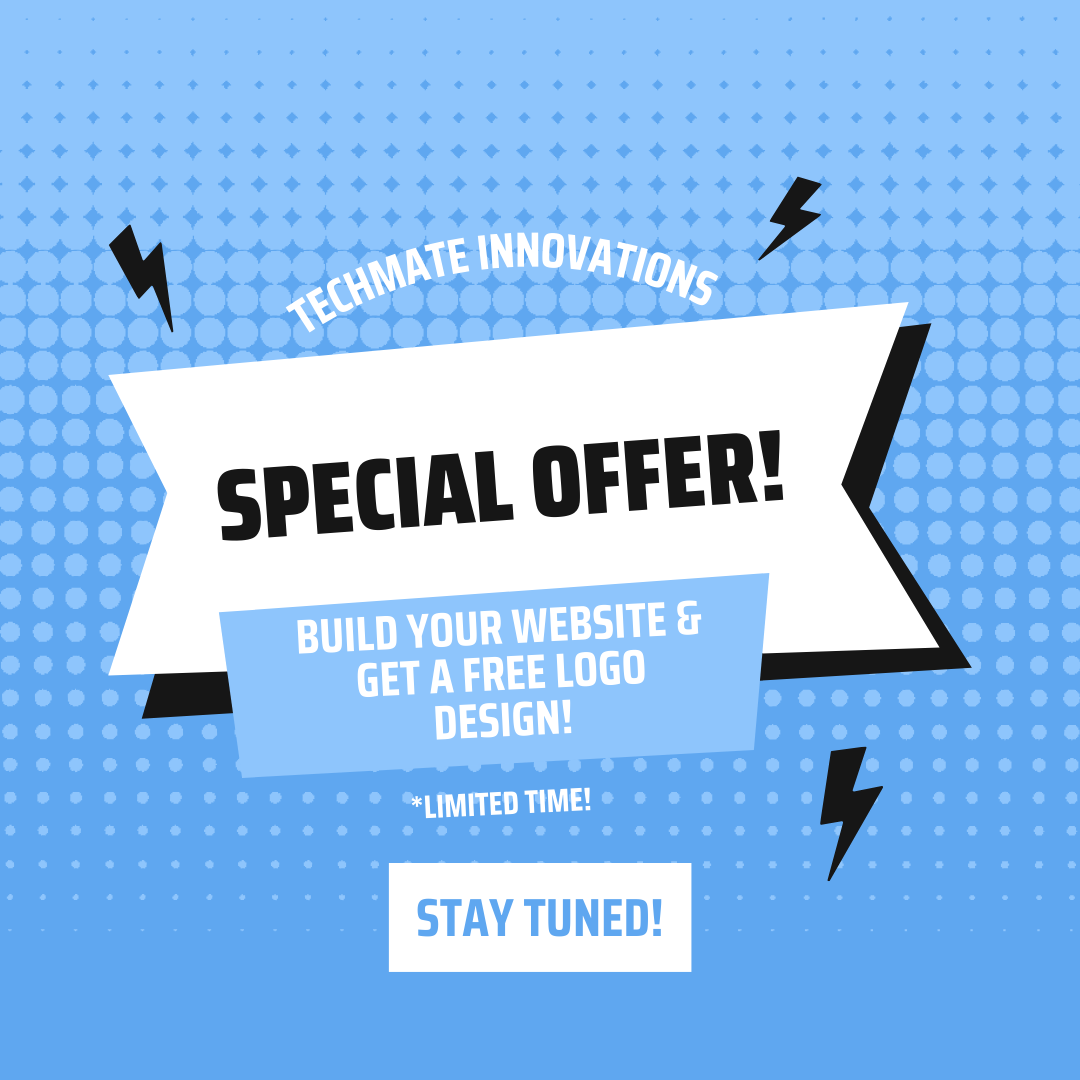 TECHMATE INNOVATIONS
SPECIAL OFFER!
BUILD YOUR WEBSITE &
GET A FREE LOGO
DESIGN!
*LIMITED TIME!
STAY TUNED!